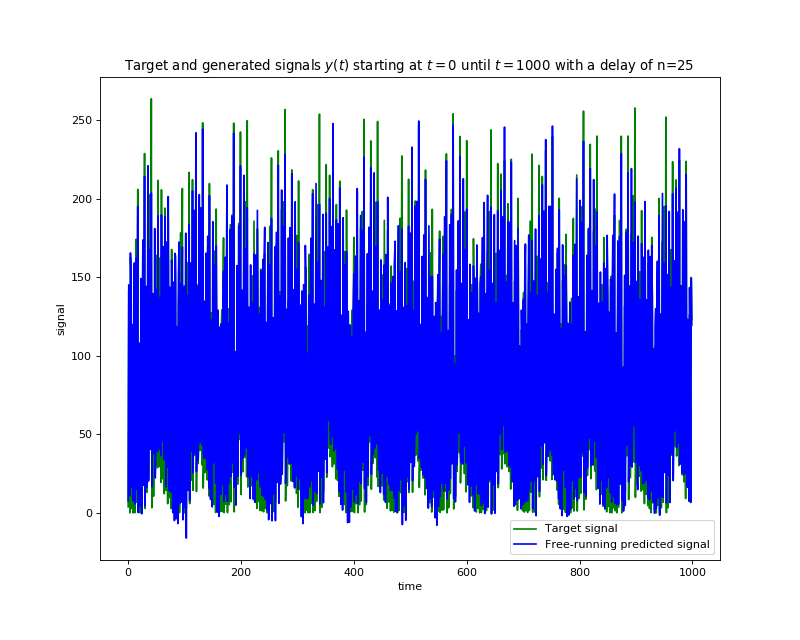 Target and generated signals y(t) starting at t = 0 until t = 1000 with a delay of n=25
250
200
150
100
50
0
signal
0 200 400 600 800 1000
time
Target signal
Free-running predicted signal